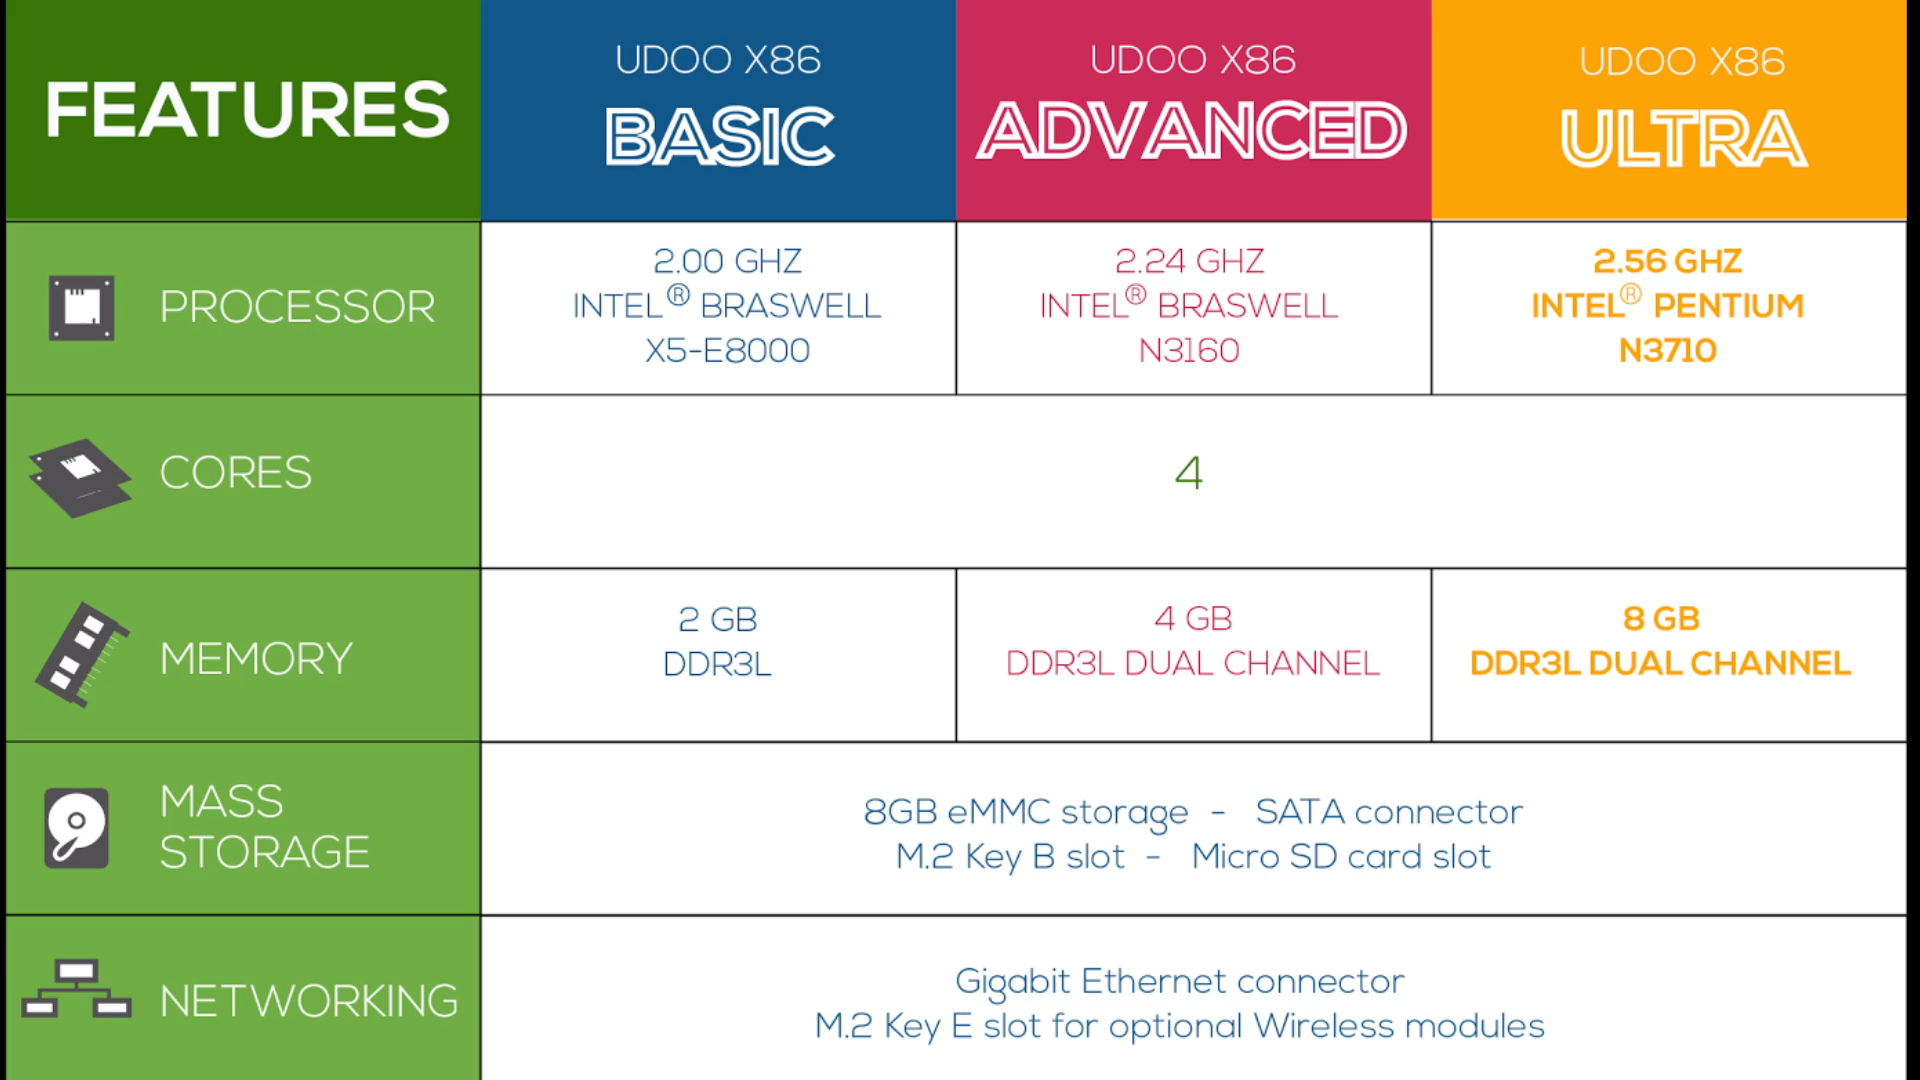 FEATURES
UDOO X86
BASIC
UDOO X86
ADVANCED
UDOO X86
ULTRA
PROCESSOR
2.00 GHZ
INTEL® BRASWELL
X5-E8000
2.24 GHZ
INTEL® BRASWELL
N3160
2.56 GHZ
INTEL® PENTIUM
N3710
CORES
4
MEMORY
2 GB
DDR3L
4 GB
DDR3L DUAL CHANNEL
8 GB
DDR3L DUAL CHANNEL
MASS
STORAGE
8GB eMMC storage - SATA connector
M.2 Key B slot - Micro SD card slot
NETWORKING
Gigabit Ethernet connector
M.2 Key E slot for optional Wireless modules